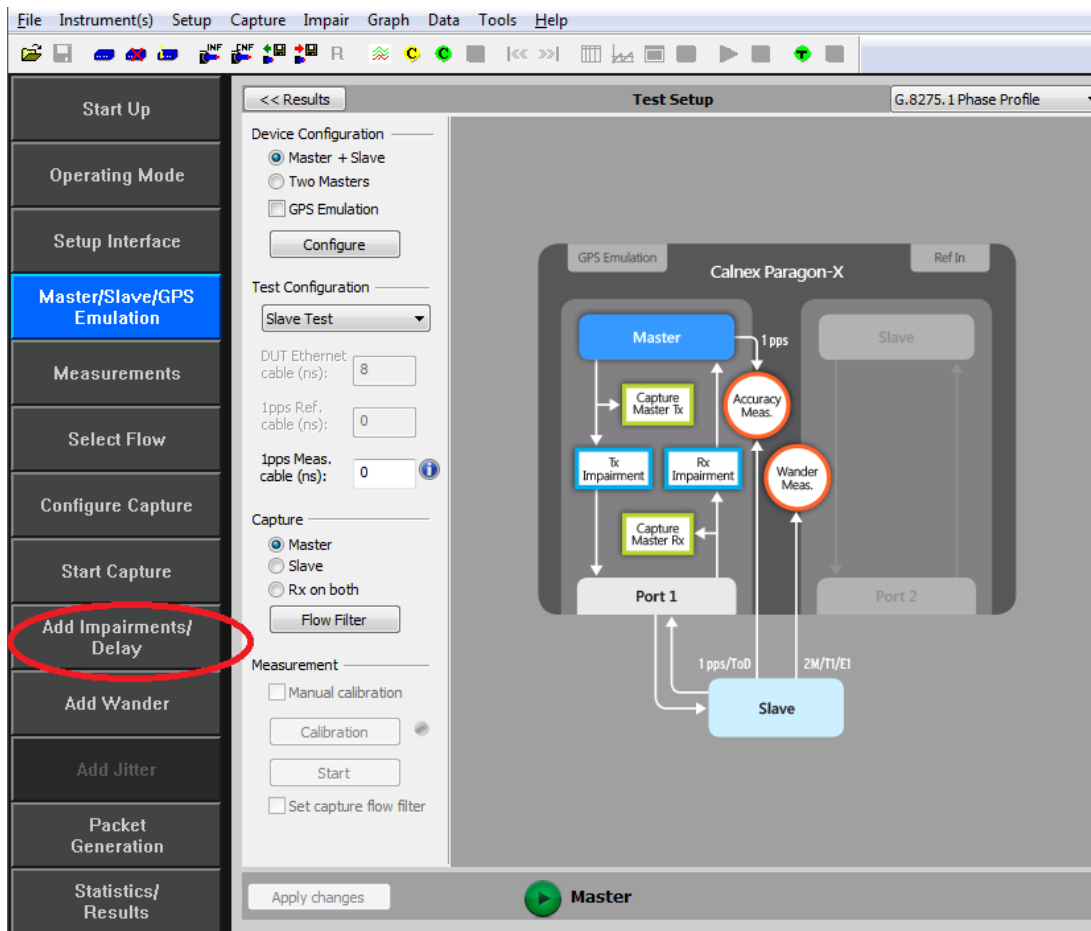 File Instrument(s) Setup Capture Impair Graph Data Tools Help
INF CNF R C C T
Start Up
Operating Mode
Setup Interface
Master/Slave/GPS
Emulation
Measurements
Select Flow
Configure Capture
Start Capture
Add Impairments/
Delay
Add Wander
Add Jitter
Packet
Generation
Statistics/
Results
<< Results
Test Setup
G.8275.1 Phase Profile
Device Configuration
Master + Slave
Two Masters
GPS Emulation
Configure
Test Configuration
Slave Test
DUT Ethernet
cable (ns):
8
1pps Ref.
cable (ns):
0
1pps Meas.
cable (ns):
0
Capture
Master
Slave
Rx on both
Flow Filter
Measurement
Manual calibration
Calibration
Start
Set capture flow filter
Apply changes
GPS Emulation
Calnex Paragon-X
Ref In
Master
1 pps
Slave
Capture
Master Tx
Accuracy
Meas.
Tx
Impairment
Rx
Impairment
Wander
Meas.
Capture
Master Rx
Port 1
Port 2
1 pps/ToD
2M/T1/E1
Slave
Master